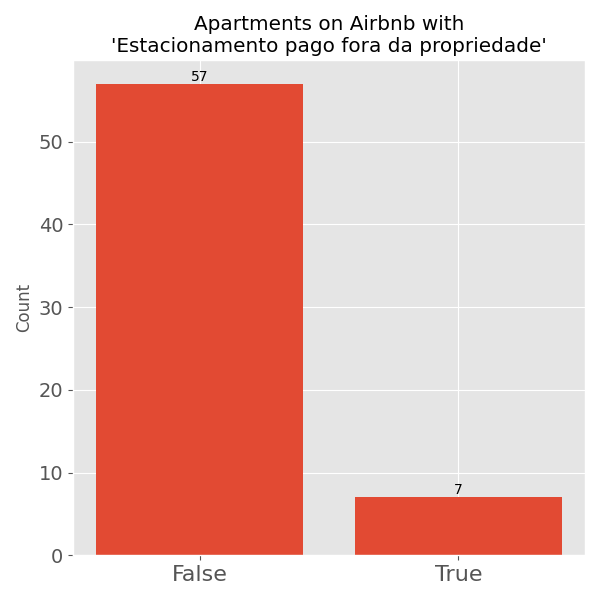 Apartments on Airbnb with
'Estacionamento pago fora da propriedade'
57
50
40
30
20
10
0
7
Count
False
True